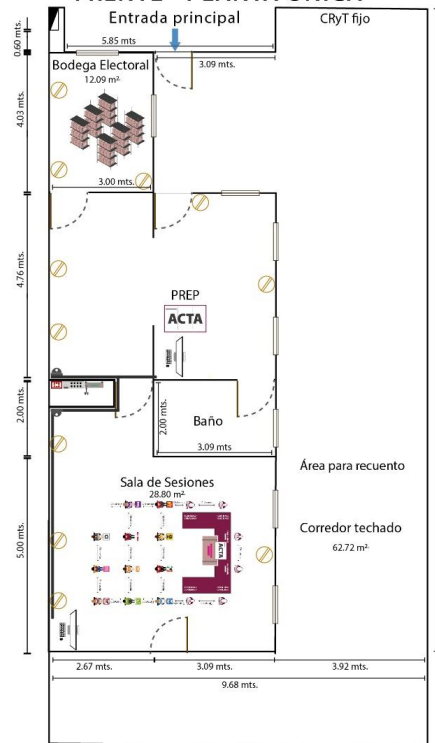 Entrada principal
CRyT fijo
5.85 mts.
0.60 mts.
3.09 mts.
Bodega Electoral
12.09 m²
4.03 mts.
3.00 mts.
4.76 mts.
PREP
ACTA
2.00 mts.
2.00 mts.
Baño
3.09 mts
Área para recuento
Sala de Sesiones
28.80 m²
Corredor techado
62.72 m²
ACTA
5.00 mts.
2.67 mts.
3.09 mts.
3.92 mts.
9.68 mts.